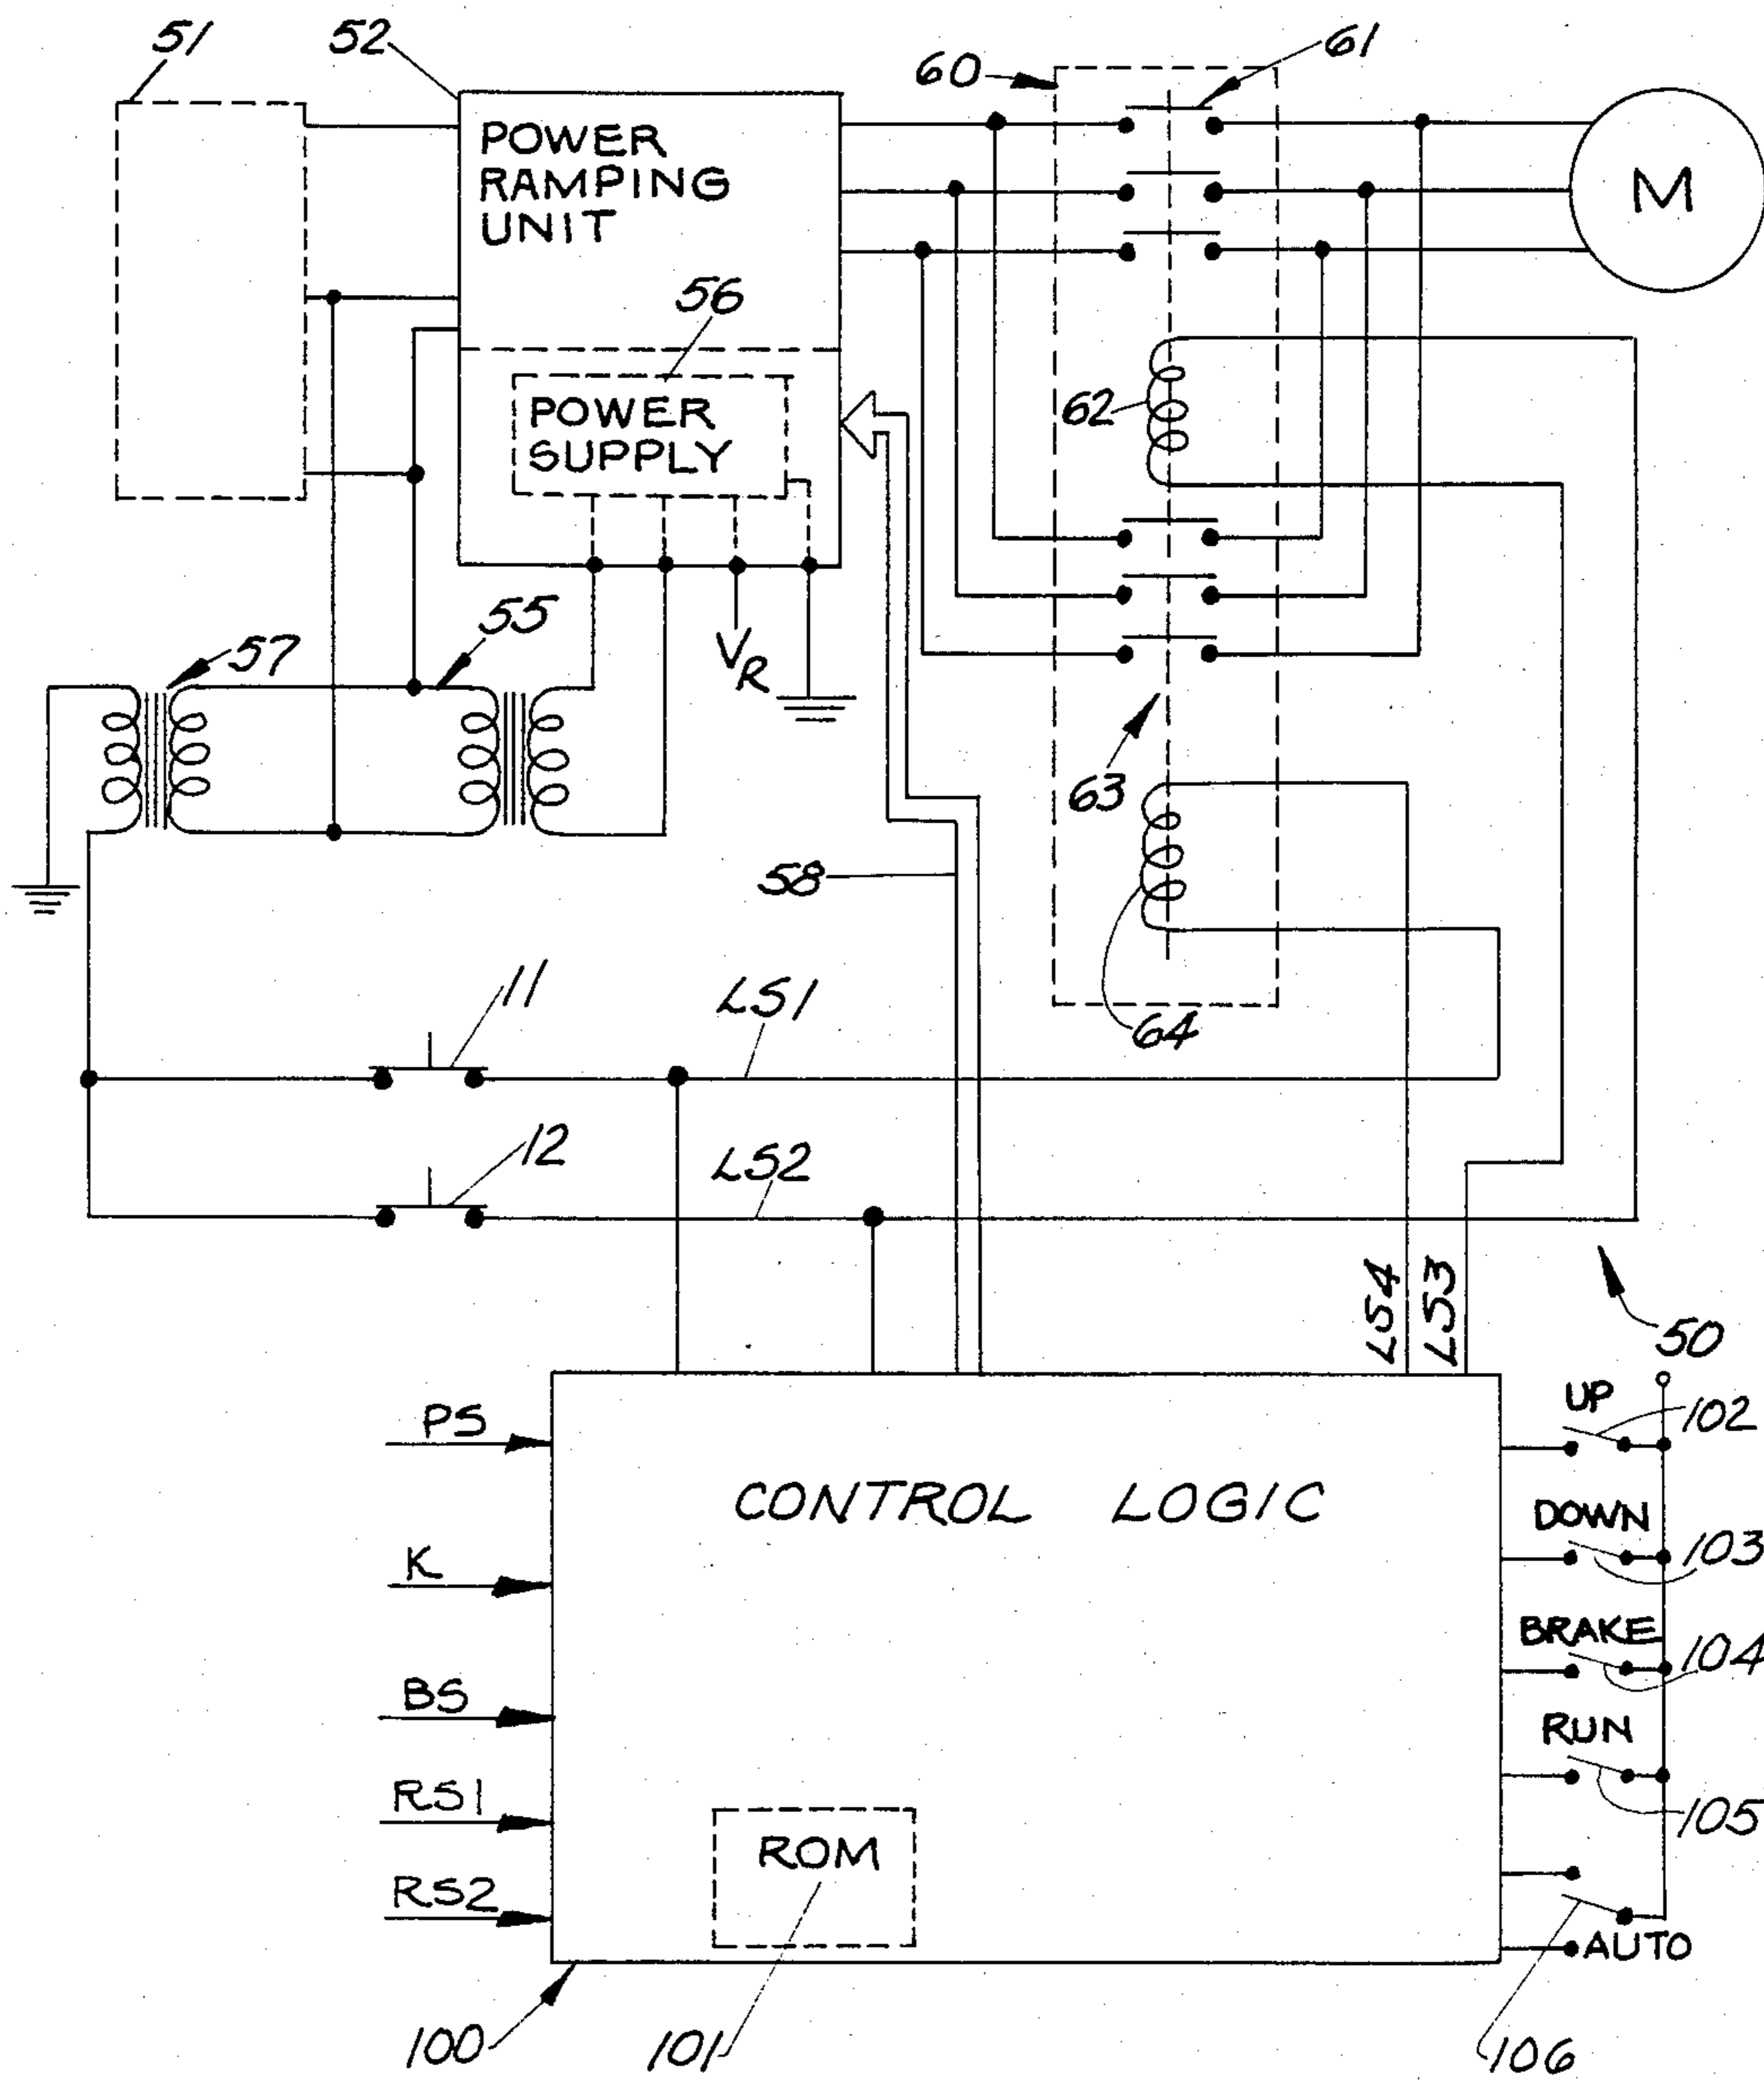 51
52
60
61
POWER
RAMPING
UNIT
M
56
POWER
SUPPLY
62
57
55
VR
63
58
64
11
LS1
12
LS2
LS4
LS3
50
PS
CONTROL LOGIC
UP
102
K
DOWN
103
BRAKE
104
BS
RUN
105
RS1
ROM
RS2
AUTO
100
101
106